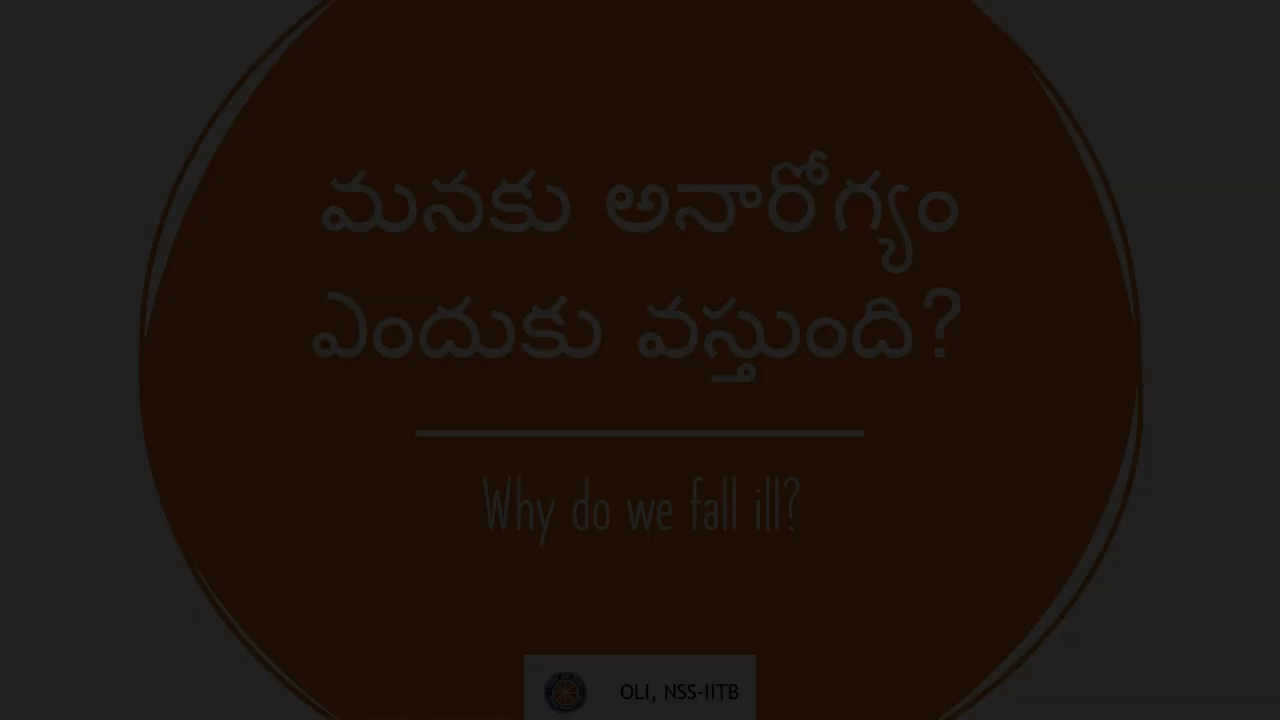 మనకు అనారోగ్యం
ఎందుకు వస్తుంది?
Why do we fall ill?
OLI, NSS-IITB